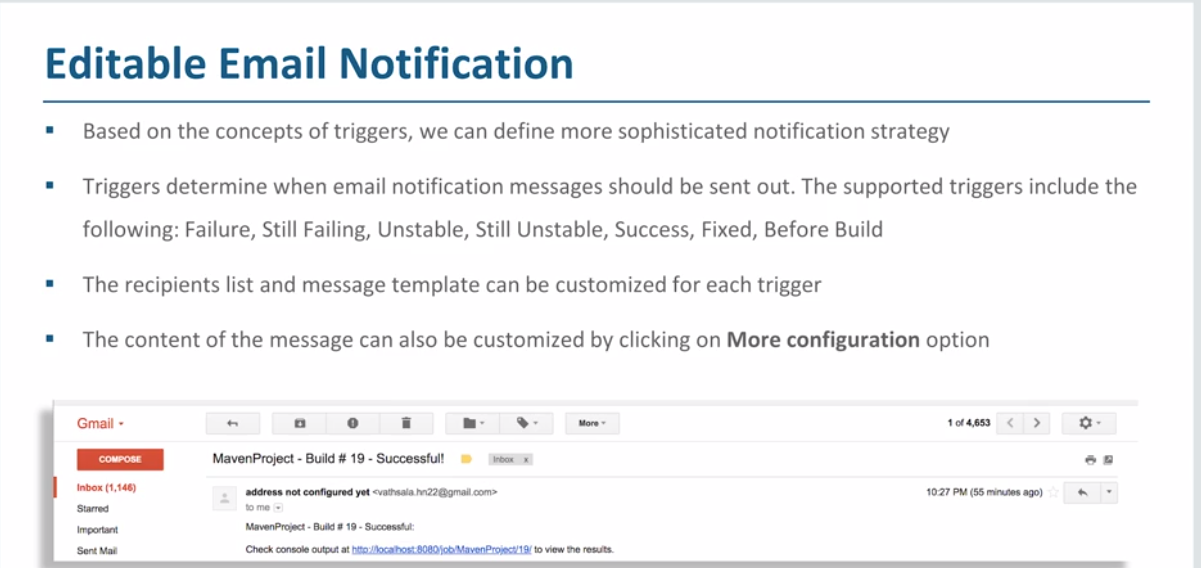 Editable Email Notification
Based on the concepts of triggers, we can define more sophisticated notification strategy
Triggers determine when email notification messages should be sent out. The supported triggers include the
following: Failure, Still Failing, Unstable, Still Unstable, Success, Fixed, Before Build
The recipients list and message template can be customized for each trigger
The content of the message can also be customized by clicking on More configuration option
Gmail More 1 of 4,653
COMPOSE MavenProject - Build # 19 - Successful! Inbox x
Inbox (1,146) address not configured yet <vathsala.hn22@gmail.com> 10:27 PM (55 minutes ago)
Starred to me
Important MavenProject - Build # 19 - Successful:
Sent Mail Check console output at http://localhost:8080/job/MavenProject/19/ to view the results.